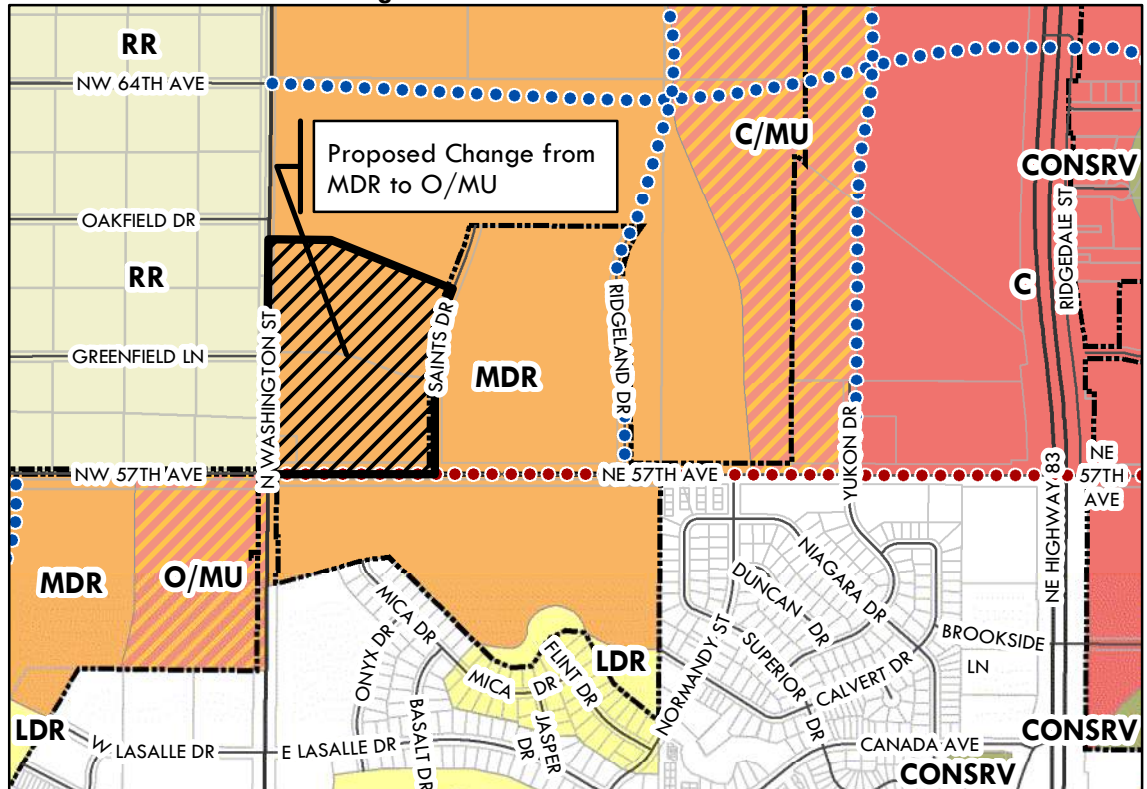 RR
NW 64TH AVE
C/MU
Proposed Change from
MDR to O/MU
CONSRV
OAKFIELD DR
RIDGEDALE ST
RR
C
RIDGELAND DR
N WASHINGTON ST
SAINTS DR
GREENFIELD LN
MDR
YUKON DR
NW 57TH AVE
NE 57TH AVE
NE
57TH
AVE
NE HIGHWAY 83
MDR
O/MU
NIAGARA DR
DUNCAN DR
MICA DR
ONYX DR
FLINT DR
LDR
NORMANDY ST
SUPERIOR DR
CALVERT DR
BROOKSIDE
LN
MICA DR
BASALT DR
JASPER
DR
LDR
W LASALLE DR
E LASALLE DR
CANADA AVE
CONSRV
CONSRV